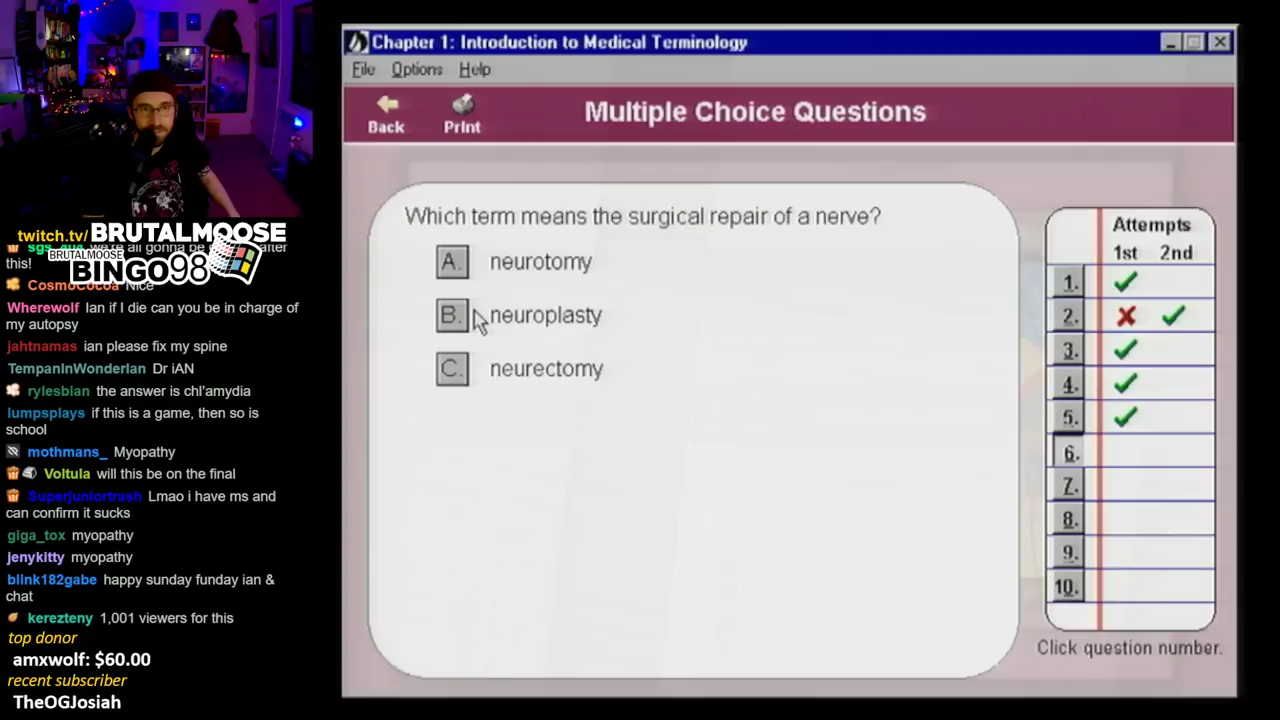 twitch.tv/BRUTALMOOSE
BRUTALMOOSE
BINGO98
this!
CosmoCocoa Nice
Wherewolf Ian if I die can you be in charge of
my autopsy
jahtnamas ian please fix my spine
TempanInWonderlan Dr iAN
rylesbian the answer is chl'amydia
lumpsplays if this is a game, then so is
school
mothmans_ Myopathy
Voltula will this be on the final
Superjuniortrash Lmao i have ms and
can confirm it sucks
giga_tox myopathy
jenykitty myopathy
blink182gabe happy sunday funday ian &
chat
kerezteny 1,001 viewers for this
top donor
amxwolf: $60.00
recent subscriber
TheOGJosiah
Chapter 1: Introduction to Medical Terminology
File Options Help
Back Print Multiple Choice Questions
Which term means the surgical repair of a nerve?
A. neurotomy
B. neuroplasty
C. neurectomy
Attempts
1st 2nd
1.
2.
3.
4.
5.
6.
7.
8.
9.
10.
Click question number.